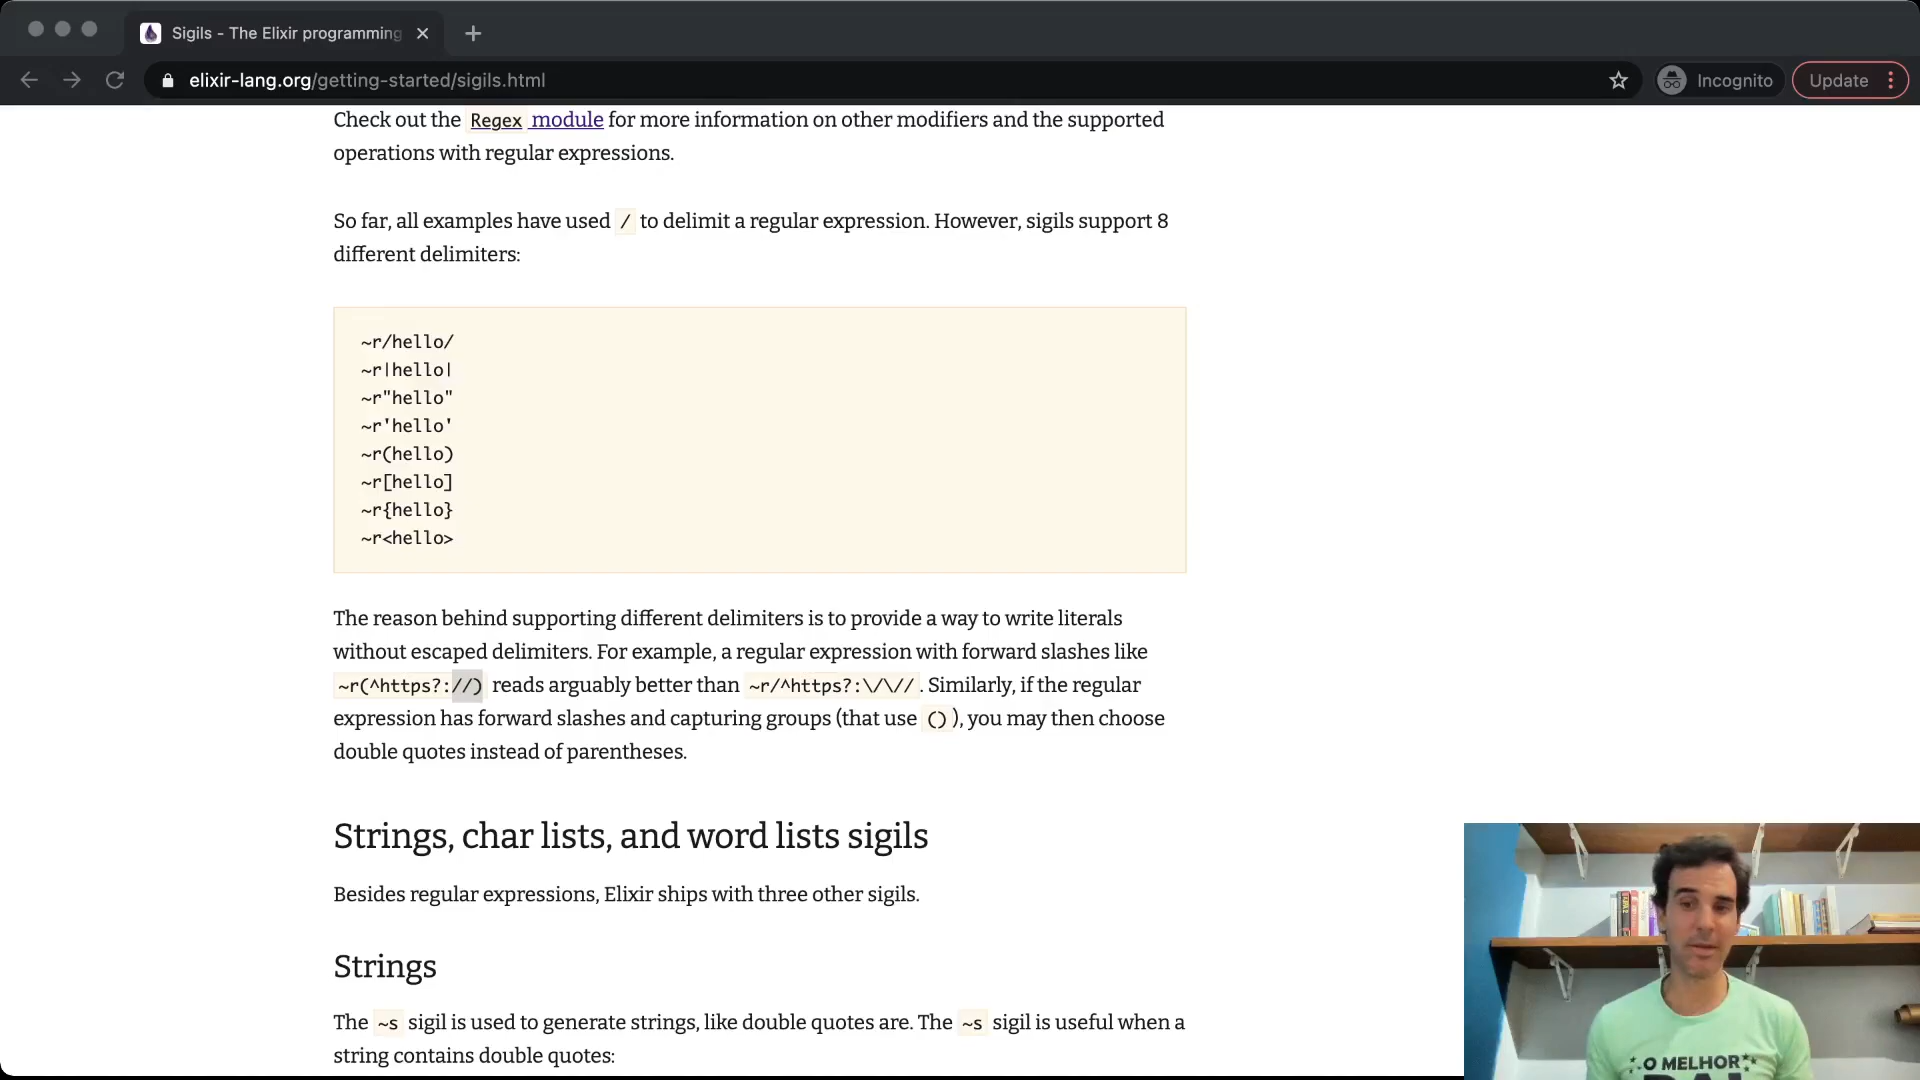 Sigils - The Elixir programming
elixir-lang.org/getting-started/sigils.html
Incognito
Update
Check out the Regex module for more information on other modifiers and the supported
operations with regular expressions.
So far, all examples have used / to delimit a regular expression. However, sigils support 8
different delimiters:
~r/hello/
~r|hello|
~r"hello"
~r'hello'
~r(hello)
~r[hello]
~r{hello}
~r<hello>
The reason behind supporting different delimiters is to provide a way to write literals
without escaped delimiters. For example, a regular expression with forward slashes like
~r(^https?://) reads arguably better than ~r/^https?:\/\//. Similarly, if the regular
expression has forward slashes and capturing groups (that use ()), you may then choose
double quotes instead of parentheses.
Strings, char lists, and word lists sigils
Besides regular expressions, Elixir ships with three other sigils.
Strings
The ~s sigil is used to generate strings, like double quotes are. The ~s sigil is useful when a
string contains double quotes:
O MELHOR
PAI